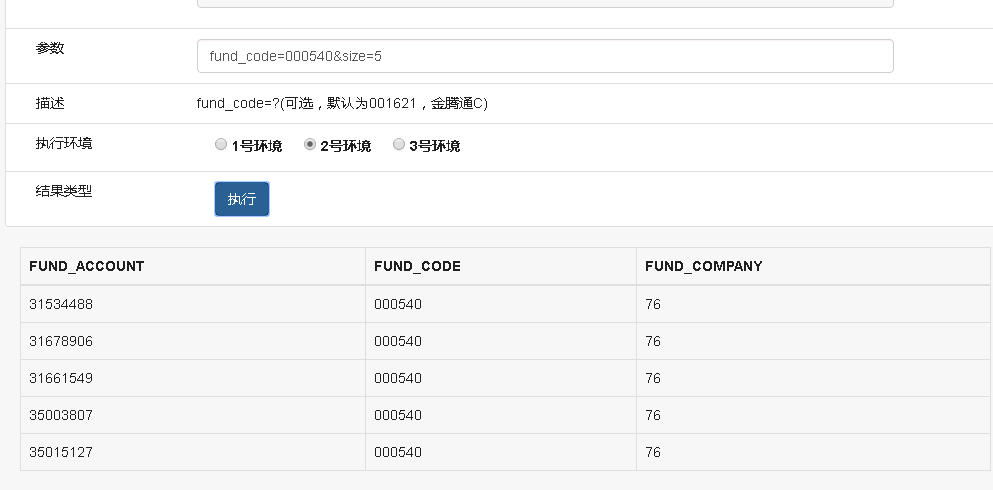 参数
fund_code=000540&size=5
描述
fund_code=?(可选，默认为001621，金腾通C)
执行环境
1号环境 2号环境 3号环境
结果类型
执行
FUND_ACCOUNT FUND_CODE FUND_COMPANY
31534488 000540 76
31678906 000540 76
31661549 000540 76
35003807 000540 76
35015127 000540 76